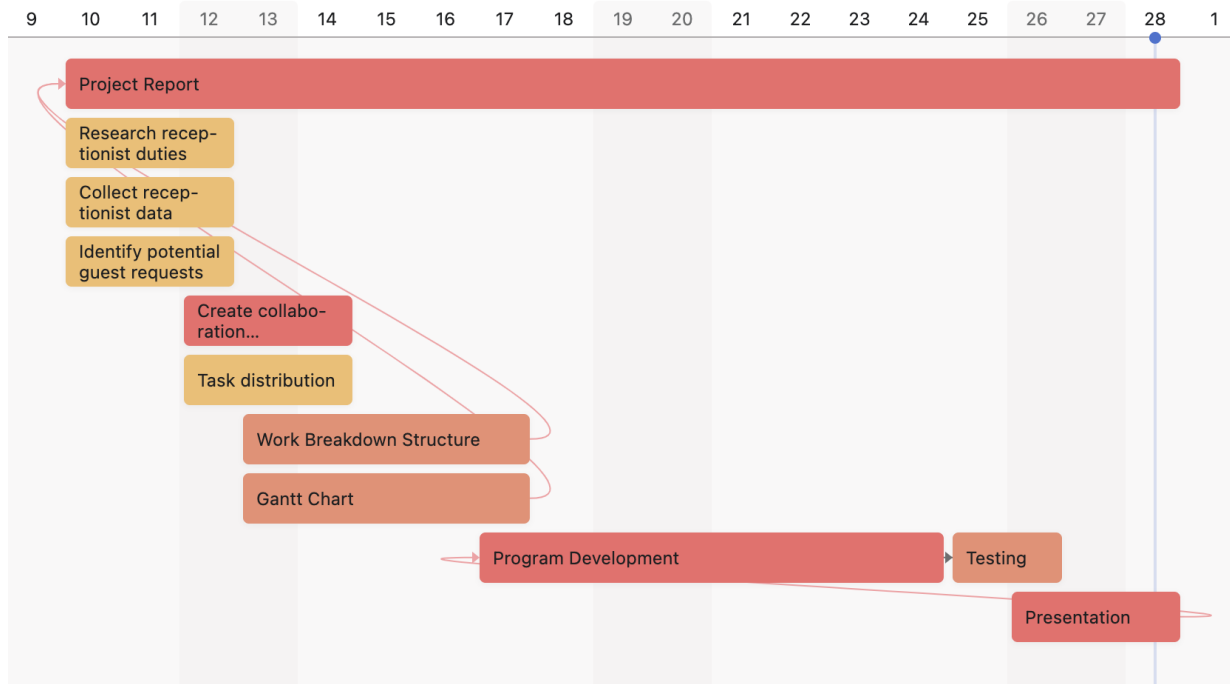 9 10 11 12 13 14 15 16 17 18 19 20 21 22 23 24 25 26 27 28 1
Project Report
Research recep-
tionist duties
Collect recep-
tionist data
Identify potential
guest requests
Create collabo-
ration...
Task distribution
Work Breakdown Structure
Gantt Chart
Program Development
Testing
Presentation